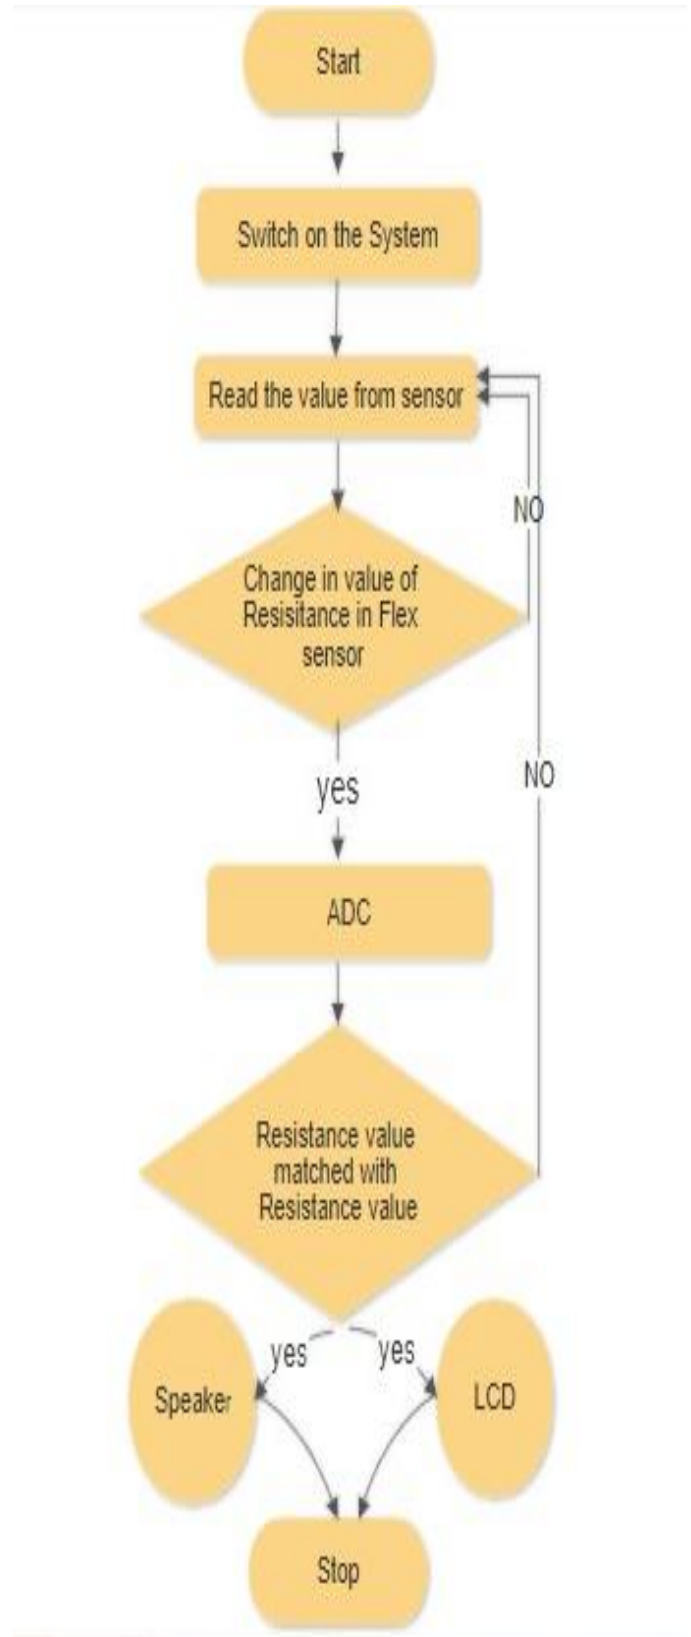 Start
Switch on the System
Read the value from sensor
NO
Change in value of
Resisitance in Flex
sensor
yes
NO
ADC
Resistance value
matched with
Resistance value
yes
yes
Speaker
LCD
Stop